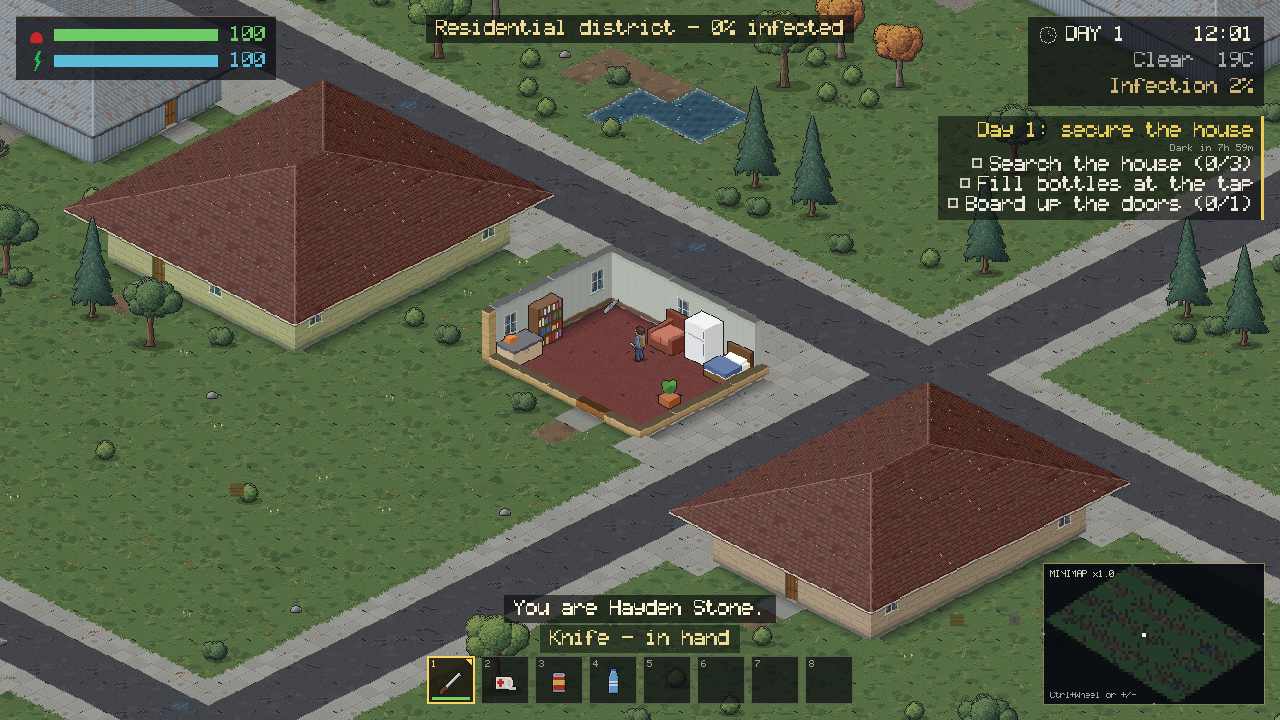 100
100
Residential district - 0% infected
DAY 1 12:01
Clear 19C
Infection 2%
Day 1: secure the house
Dark in 7h 59m
Search the house (0/3)
Fill bottles at the tap
Board up the doors (0/1)
You are Hayden Stone.
Knife - in hand
1 2 3 4 5 6 7 8
MINIMAP x1.0
Ctrl+Wheel or +/-